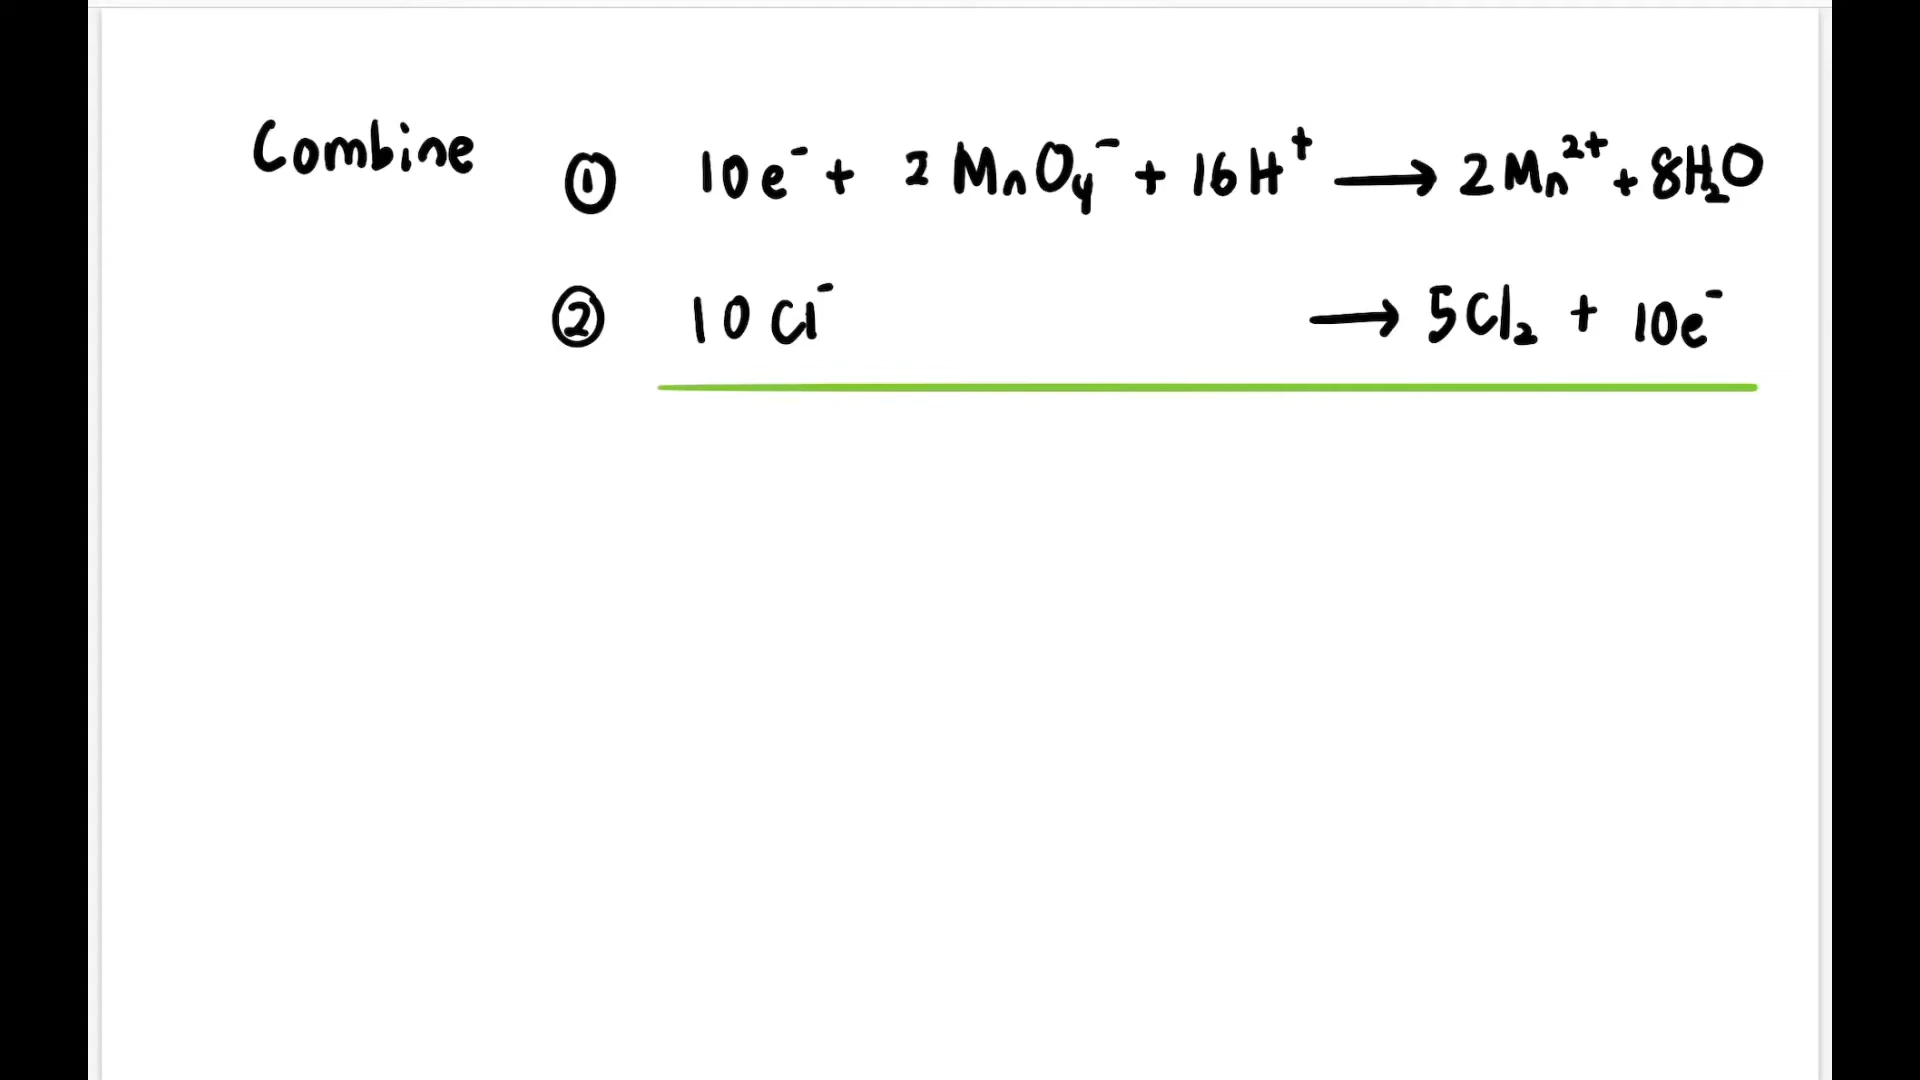 Combine ① 10e⁻ + 2MnO₄⁻ + 16H⁺ → 2Mn²⁺ + 8H₂O
② 10Cl⁻ → 5Cl₂ + 10e⁻